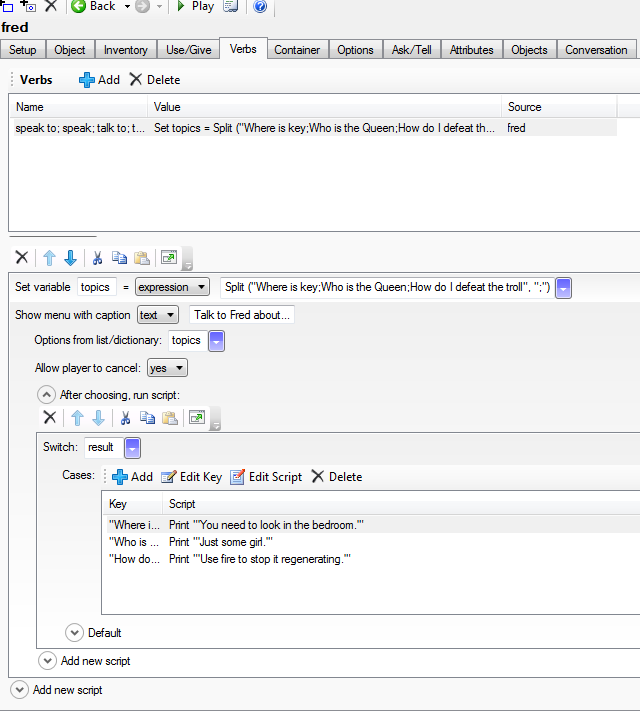 Back Play
fred
Setup Object Inventory Use/Give Verbs Container Options Ask/Tell Attributes Objects Conversation
Verbs Add Delete
Name Value Source
speak to; speak; talk to; t... Set topics = Split ("Where is key;Who is the Queen;How do I defeat th... fred
Set variable topics = expression Split ("Where is key;Who is the Queen;How do I defeat the troll", ";")
Show menu with caption text Talk to Fred about...
Options from list/dictionary: topics
Allow player to cancel: yes
After choosing, run script:
Switch: result
Cases: Add Edit Key Edit Script Delete
Key Script
"Where i... Print "'You need to look in the bedroom.'"
"Who is ... Print "'Just some girl.'"
"How do... Print "'Use fire to stop it regenerating.'"
Default
Add new script
Add new script